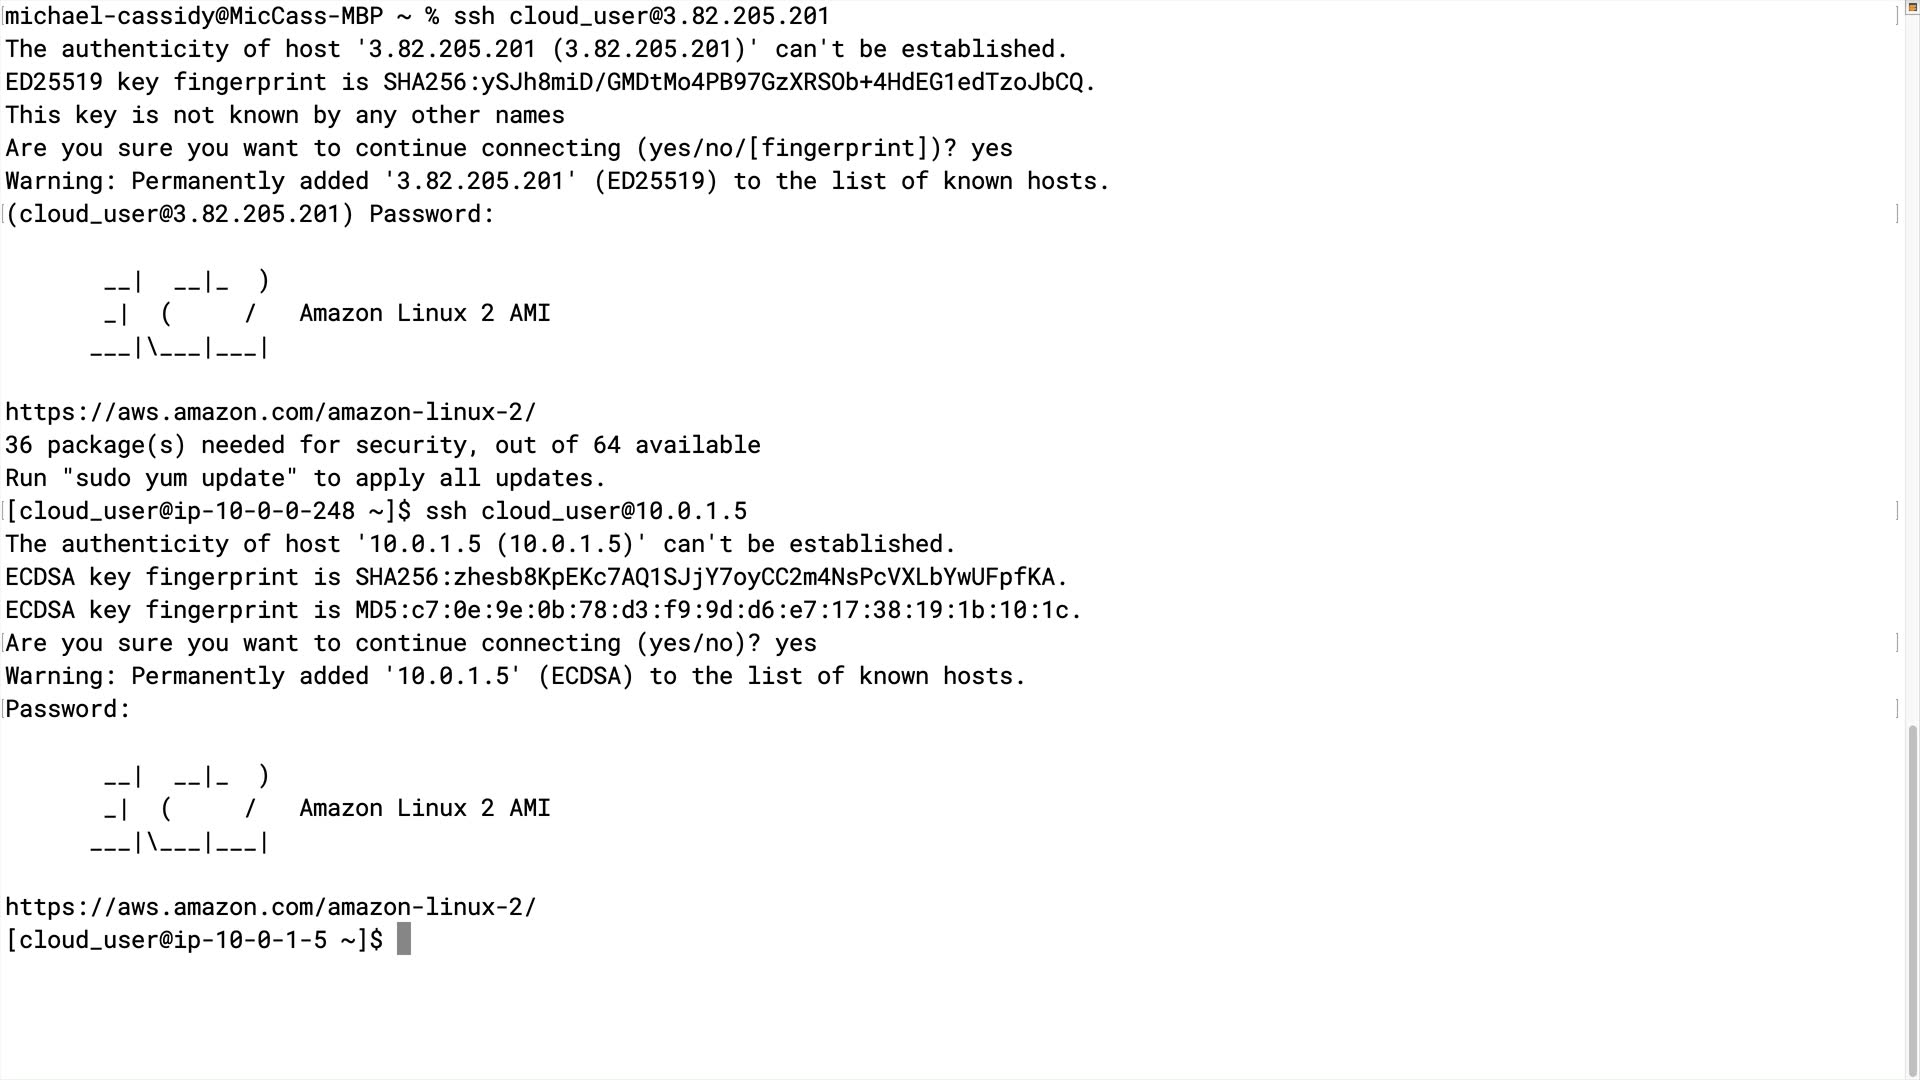 michael-cassidy@MicCass-MBP ~ % ssh cloud_user@3.82.205.201
The authenticity of host '3.82.205.201 (3.82.205.201)' can't be established.
ED25519 key fingerprint is SHA256:ySJh8miD/GMDtMo4PB97GzXRSOb+4HdEG1edTzoJbCQ.
This key is not known by any other names
Are you sure you want to continue connecting (yes/no/[fingerprint])? yes
Warning: Permanently added '3.82.205.201' (ED25519) to the list of known hosts.
(cloud_user@3.82.205.201) Password:
       __|  __|_  )
       _|  (     /   Amazon Linux 2 AMI
      ___|\___|___|
https://aws.amazon.com/amazon-linux-2/
36 package(s) needed for security, out of 64 available
Run "sudo yum update" to apply all updates.
[cloud_user@ip-10-0-0-248 ~]$ ssh cloud_user@10.0.1.5
The authenticity of host '10.0.1.5 (10.0.1.5)' can't be established.
ECDSA key fingerprint is SHA256:zhesb8KpEKc7AQ1SJjY7oyCC2m4NsPcVXLbYwUFpfKA.
ECDSA key fingerprint is MD5:c7:0e:9e:0b:78:d3:f9:9d:d6:e7:17:38:19:1b:10:1c.
Are you sure you want to continue connecting (yes/no)? yes
Warning: Permanently added '10.0.1.5' (ECDSA) to the list of known hosts.
Password:
       __|  __|_  )
       _|  (     /   Amazon Linux 2 AMI
      ___|\___|___|
https://aws.amazon.com/amazon-linux-2/
[cloud_user@ip-10-0-1-5 ~]$